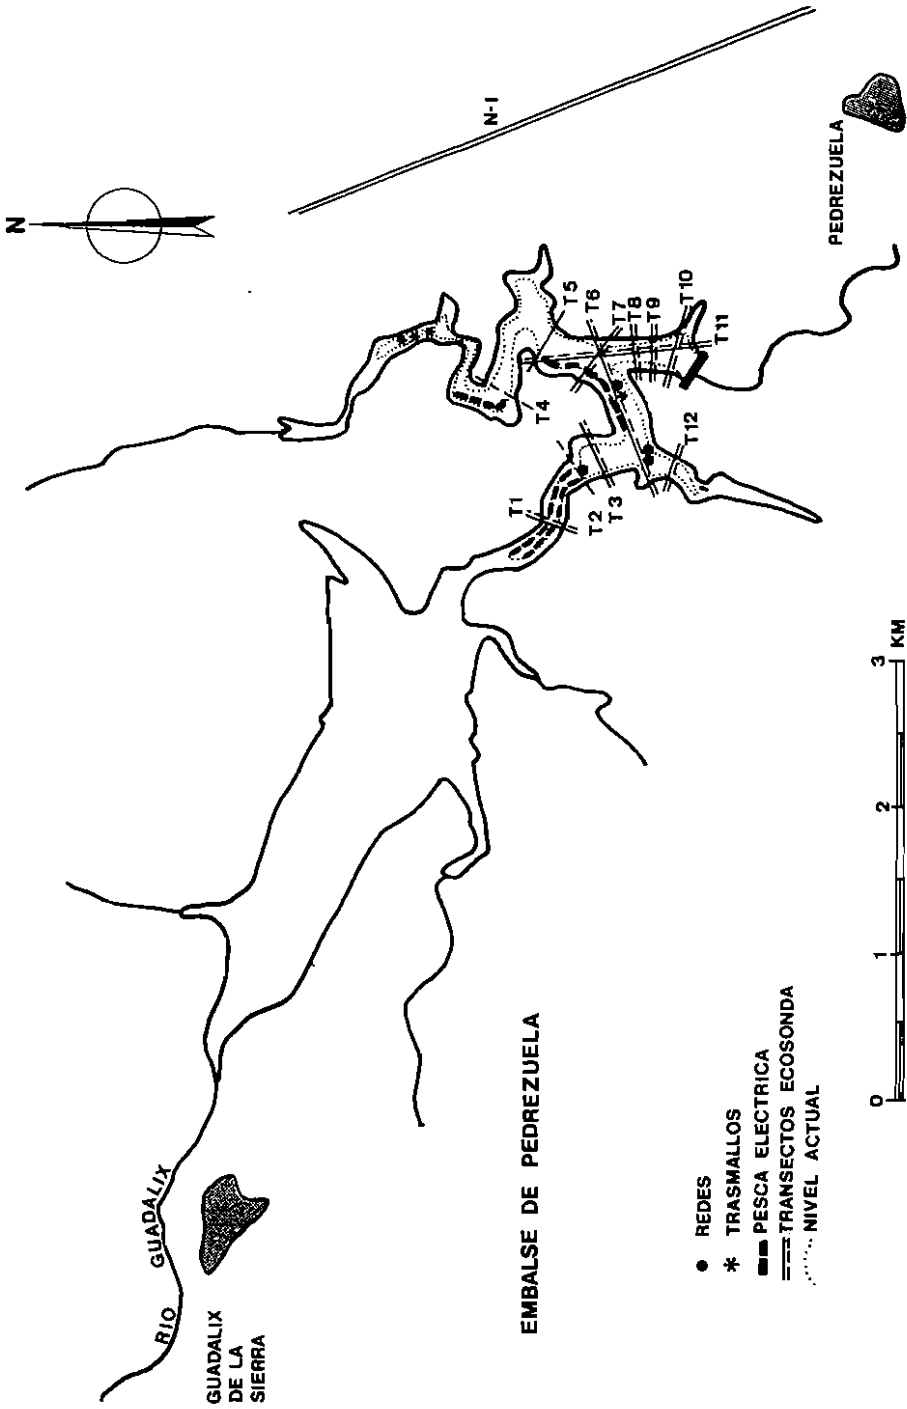 N
N-I
PEDREZUELA
T5
T6
T7
T8
T9
T10
T11
T4
T12
T1
T2
T3
RIO GUADALIX
GUADALIX
DE LA
SIERRA
EMBALSE DE PEDREZUELA
REDES
TRASMALLOS
PESCA ELECTRICA
TRANSECTOS ECOSONDA
NIVEL ACTUAL
0 1 2 3
KM